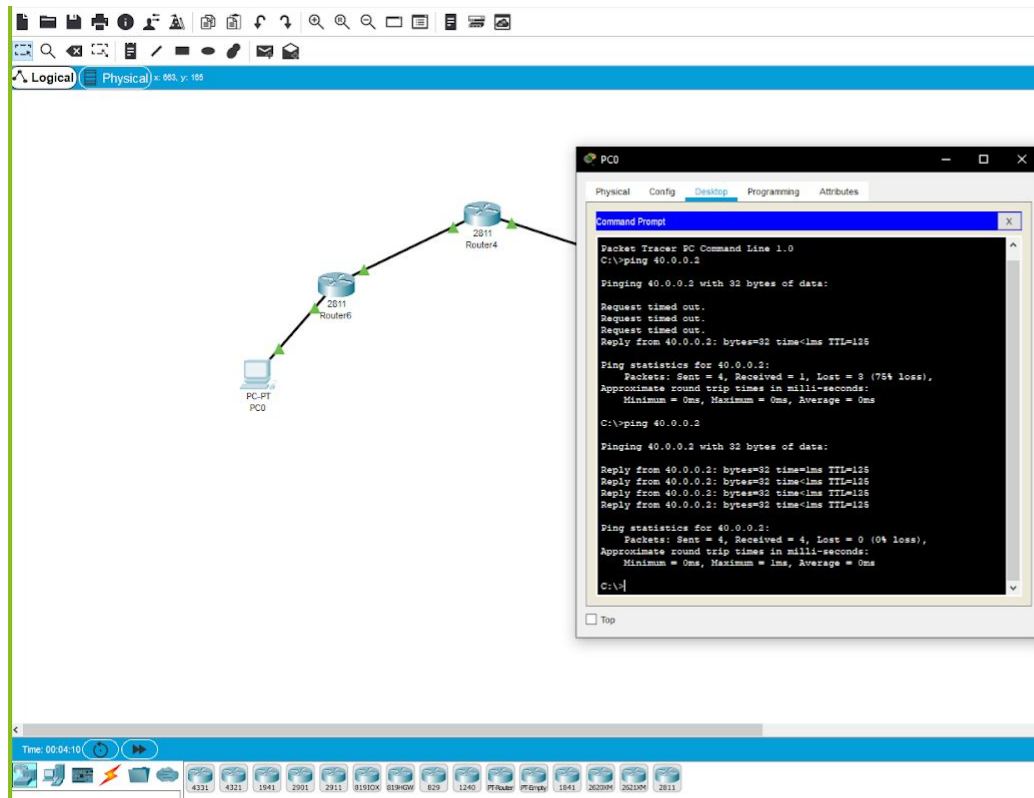 Logical
Physical
x: 663, y: 165
PC0
Physical Config Desktop Programming Attributes
Command Prompt
X
Packet Tracer PC Command Line 1.0
C:\>ping 40.0.0.2
Pinging 40.0.0.2 with 32 bytes of data:
Request timed out.
Request timed out.
Request timed out.
Reply from 40.0.0.2: bytes=32 time<1ms TTL=125
Ping statistics for 40.0.0.2:
Packets: Sent = 4, Received = 1, Lost = 3 (75% loss),
Approximate round trip times in milli-seconds:
Minimum = 0ms, Maximum = 0ms, Average = 0ms
C:\>ping 40.0.0.2
Pinging 40.0.0.2 with 32 bytes of data:
Reply from 40.0.0.2: bytes=32 time=1ms TTL=125
Reply from 40.0.0.2: bytes=32 time<1ms TTL=125
Reply from 40.0.0.2: bytes=32 time<1ms TTL=125
Reply from 40.0.0.2: bytes=32 time<1ms TTL=125
Ping statistics for 40.0.0.2:
Packets: Sent = 4, Received = 4, Lost = 0 (0% loss),
Approximate round trip times in milli-seconds:
Minimum = 0ms, Maximum = 1ms, Average = 0ms
C:\>
Top
2811
Router4
2811
Router6
PC-PT
PC0
Time: 00:04:10
4331 4321 1941 2901 2911 819IOX 819HGW 829 1240 PT-Router PT-Empty 1841 2620XM 2621XM 2811